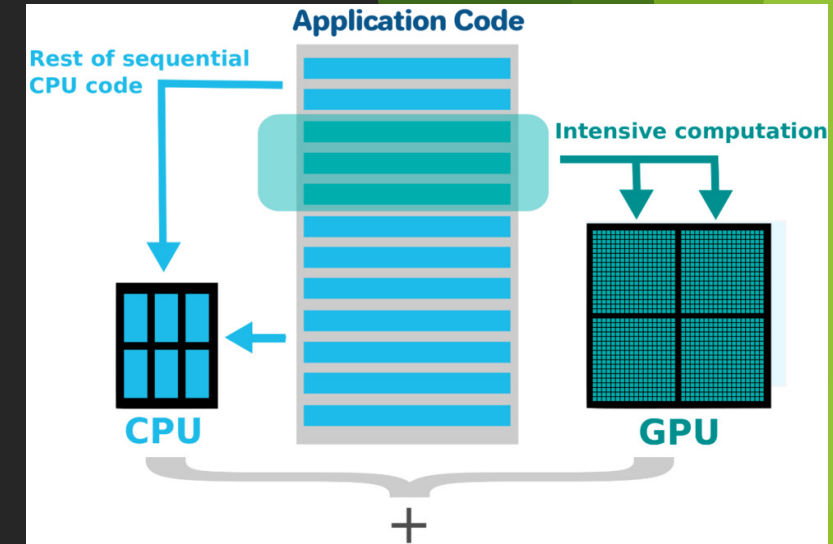 Application Code
Rest of sequential
CPU code
Intensive computation
CPU
GPU
+